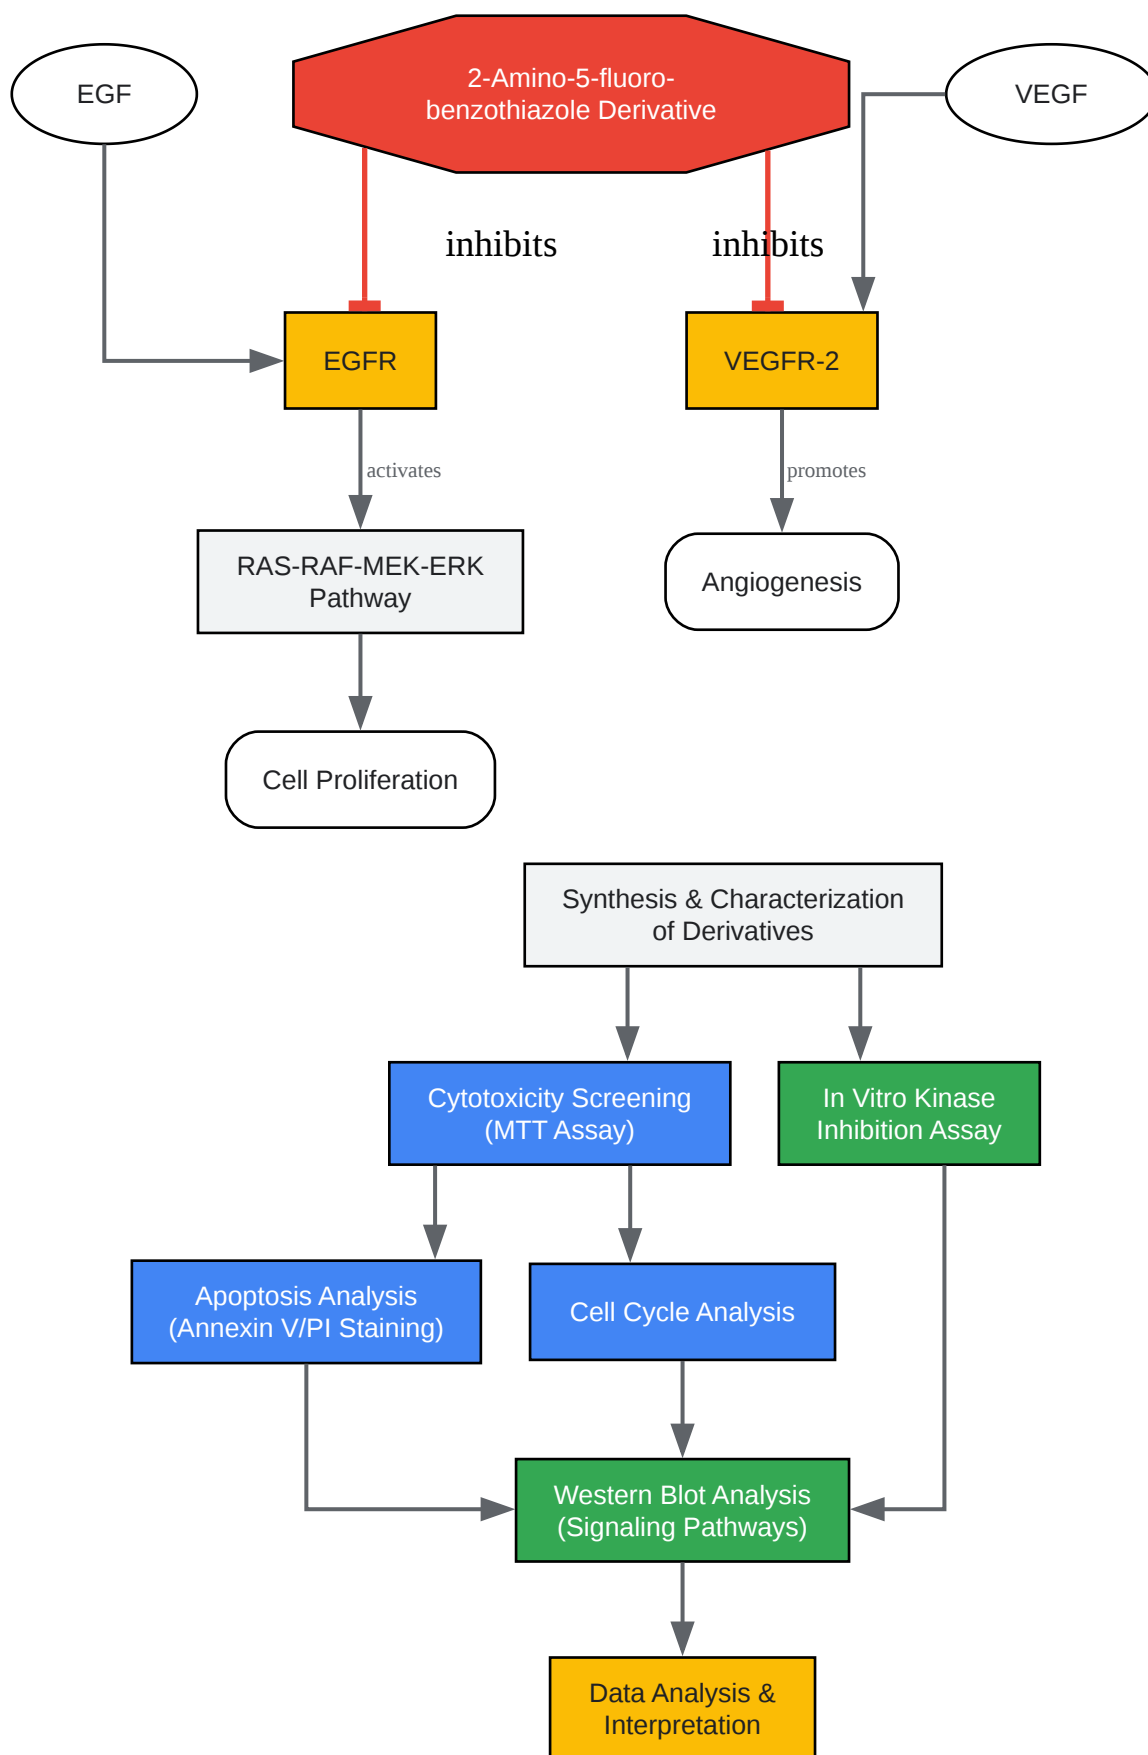 EGF
2-Amino-5-fluoro-
benzothiazole Derivative
VEGF
inhibits
inhibits
EGFR
VEGFR-2
activates
promotes
RAS-RAF-MEK-ERK
Pathway
Angiogenesis
Cell Proliferation
Synthesis & Characterization
of Derivatives
Cytotoxicity Screening
(MTT Assay)
In Vitro Kinase
Inhibition Assay
Apoptosis Analysis
(Annexin V/PI Staining)
Cell Cycle Analysis
Western Blot Analysis
(Signaling Pathways)
Data Analysis &
Interpretation